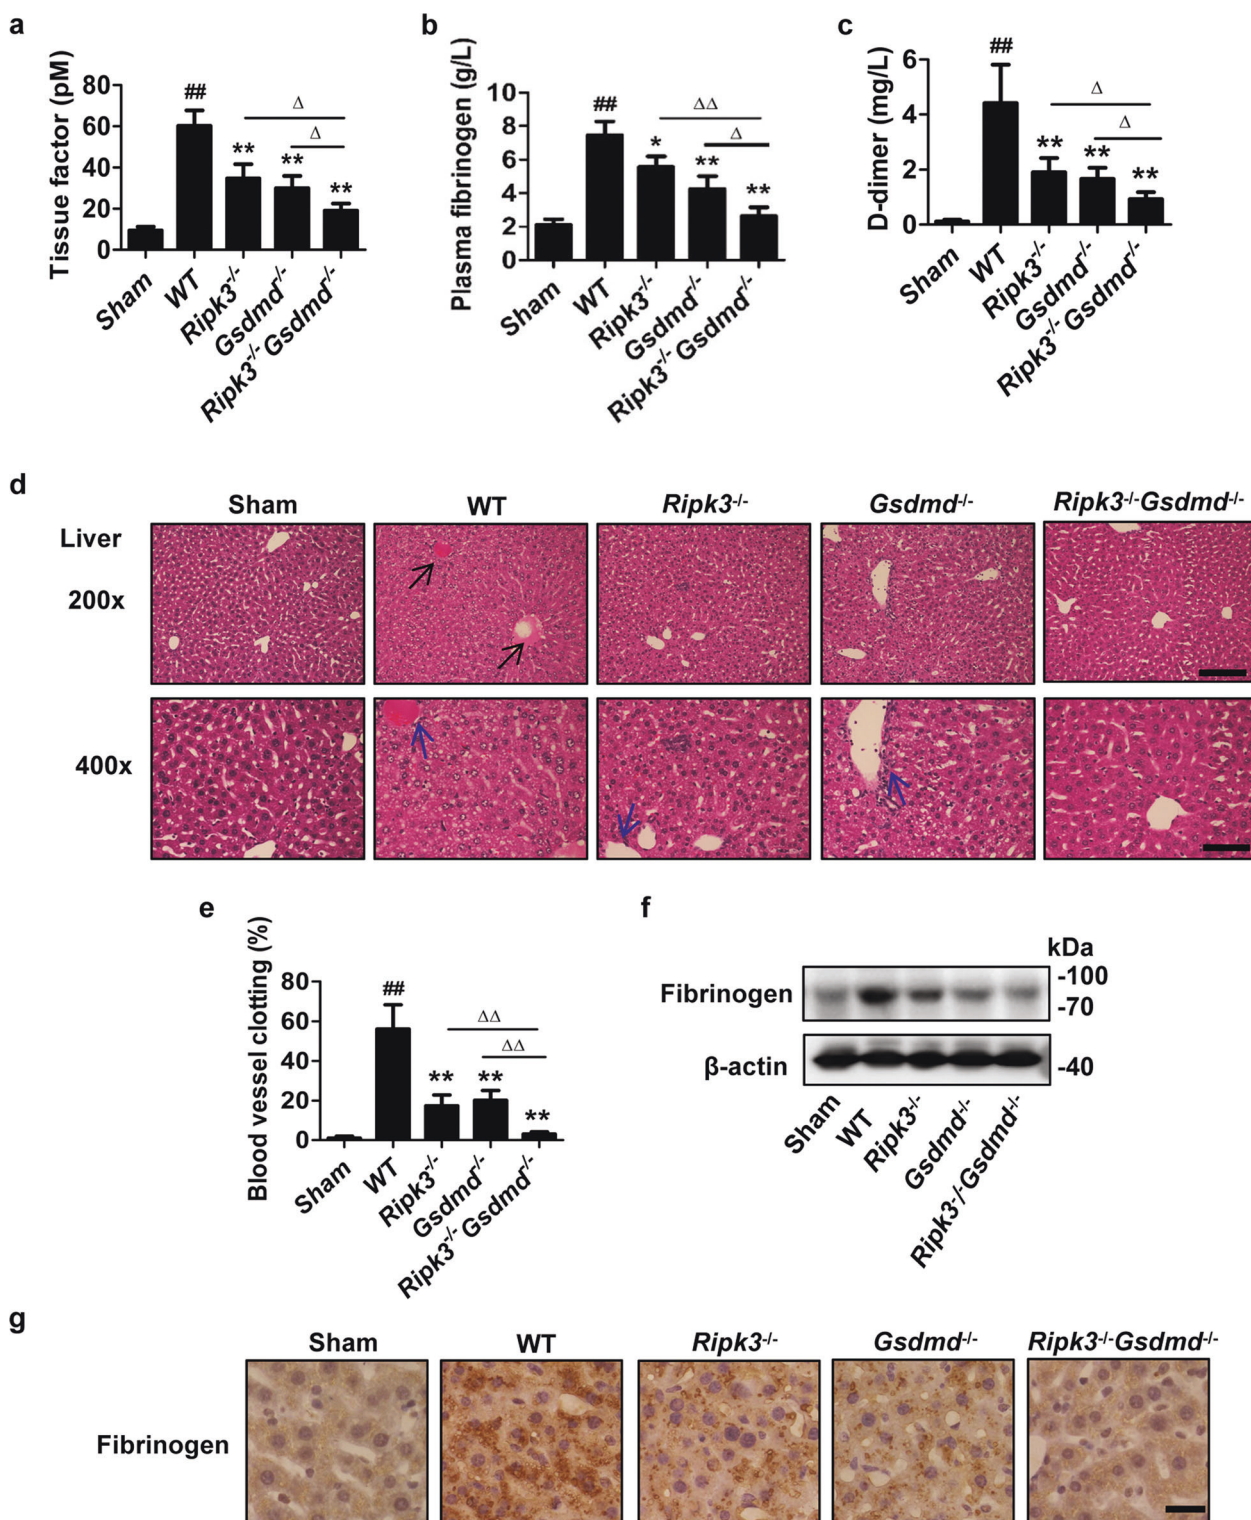 a
Tissue factor (pM)
80
60
40
20
0
##
**
**
**
Δ
Δ
Sham
WT
Ripk3-/-
Gsdmd-/-
Ripk3-/-Gsdmd-/-
b
Plasma fibrinogen (g/L)
10
8
6
4
2
0
##
*
**
**
ΔΔ
Δ
Sham
WT
Ripk3-/-
Gsdmd-/-
Ripk3-/-Gsdmd-/-
c
D-dimer (mg/L)
6
4
2
0
##
**
**
**
Δ
Δ
Sham
WT
Ripk3-/-
Gsdmd-/-
Ripk3-/-Gsdmd-/-
d
Sham
WT
Ripk3-/-
Gsdmd-/-
Ripk3-/-Gsdmd-/-
Liver
200x
400x
e
Blood vessel clotting (%)
80
60
40
20
0
##
**
**
**
ΔΔ
ΔΔ
Sham
WT
Ripk3-/-
Gsdmd-/-
Ripk3-/-Gsdmd-/-
f
kDa
Fibrinogen
-100
-70
β-actin
-40
Sham
WT
Ripk3-/-
Gsdmd-/-
Ripk3-/-Gsdmd-/-
g
Sham
WT
Ripk3-/-
Gsdmd-/-
Ripk3-/-Gsdmd-/-
Fibrinogen